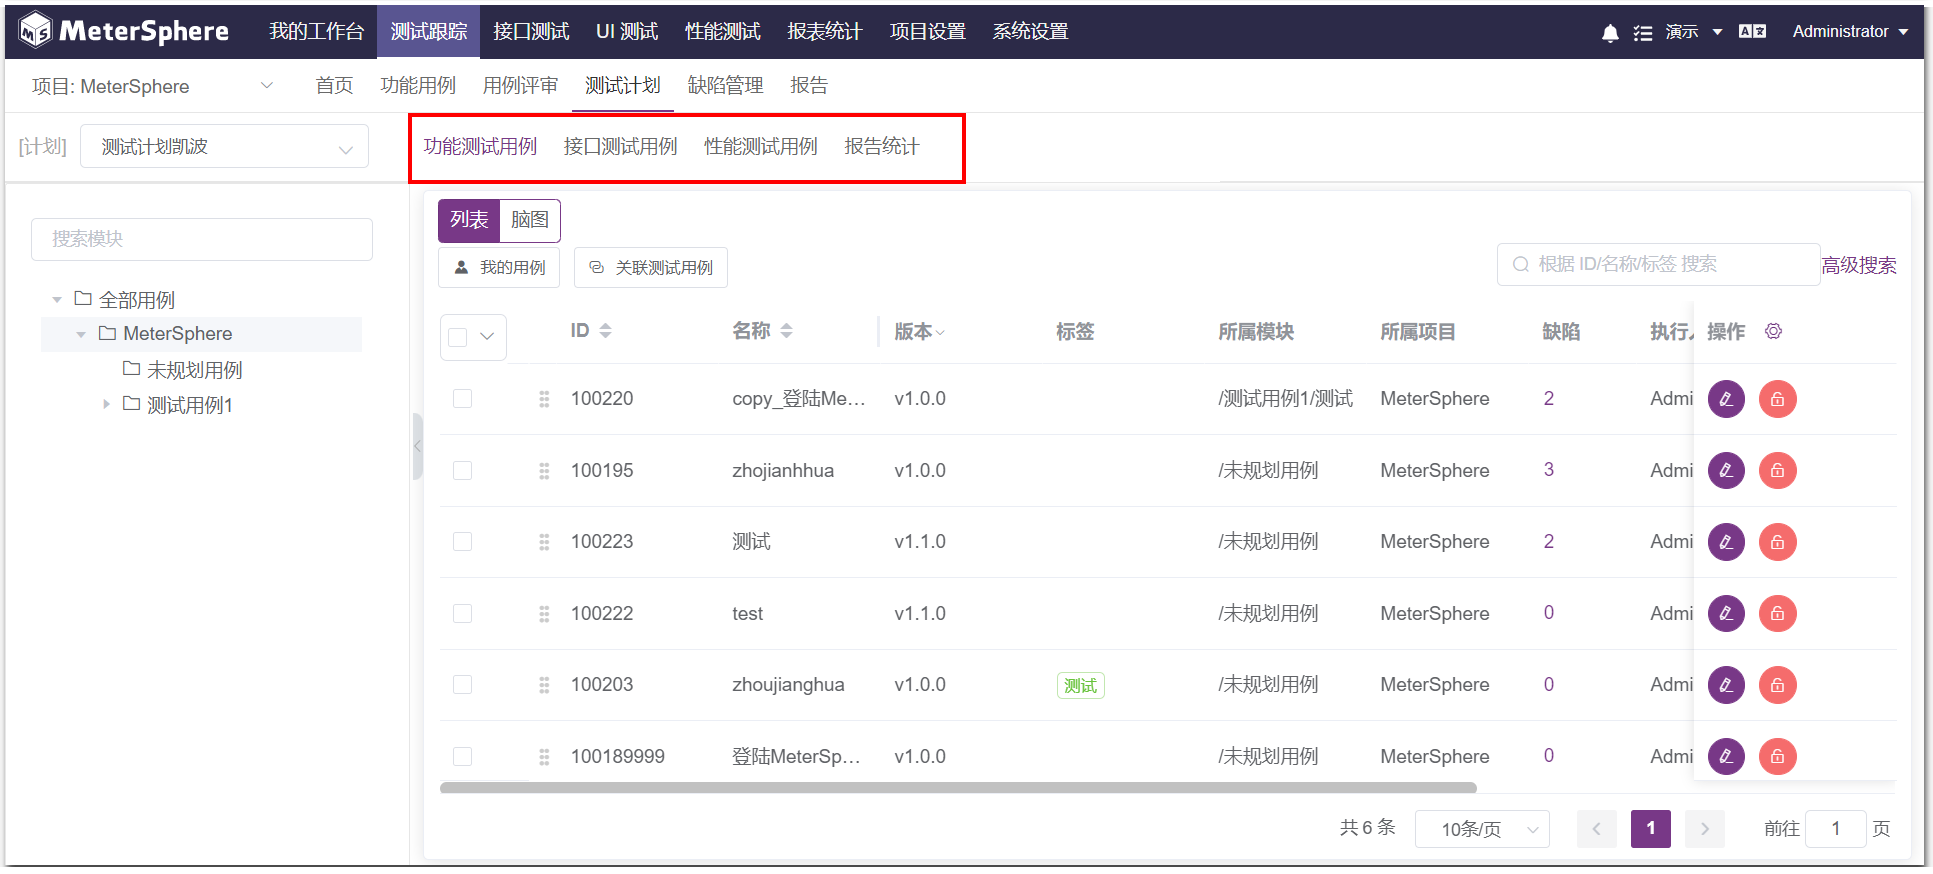 MeterSphere 我的工作台 测试跟踪 接口测试 UI 测试 性能测试 报表统计 项目设置 系统设置 演示 Administrator
项目: MeterSphere 首页 功能用例 用例评审 测试计划 缺陷管理 报告
[计划] 测试计划凯波 功能测试用例 接口测试用例 性能测试用例 报告统计
列表 脑图
搜索模块
我的用例 关联测试用例 根据 ID/名称/标签 搜索 高级搜索
全部用例
MeterSphere
未规划用例
测试用例1
ID 名称 版本 标签 所属模块 所属项目 缺陷 执行人 操作
100220 copy_登陆Me... v1.0.0 /测试用例1/测试 MeterSphere 2 Admi
100195 zhojianhhua v1.0.0 /未规划用例 MeterSphere 3 Admi
100223 测试 v1.1.0 /未规划用例 MeterSphere 2 Admi
100222 test v1.1.0 /未规划用例 MeterSphere 0 Admi
100203 zhoujianghua v1.0.0 测试 /未规划用例 MeterSphere 0 Admi
100189999 登陆MeterSp... v1.0.0 /未规划用例 MeterSphere 0 Admi
共 6 条 10条/页 1 前往 1 页